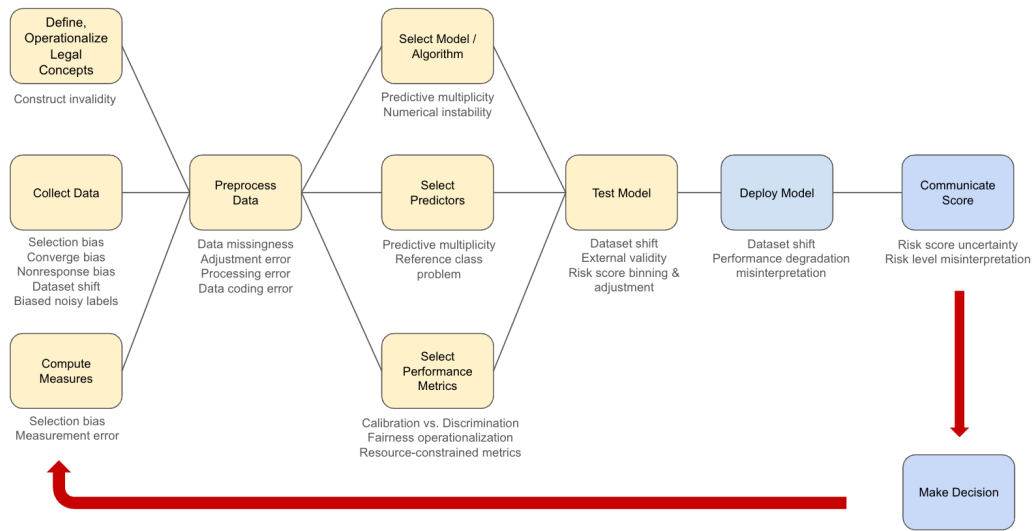 Define,
Operationalize
Legal
Concepts
Construct invalidity
Collect Data
Selection bias
Converge bias
Nonresponse bias
Dataset shift
Biased noisy labels
Compute
Measures
Selection bias
Measurement error
Preprocess
Data
Data missingness
Adjustment error
Processing error
Data coding error
Select Model /
Algorithm
Predictive multiplicity
Numerical instability
Select
Predictors
Predictive multiplicity
Reference class
problem
Select
Performance
Metrics
Calibration vs. Discrimination
Fairness operationalization
Resource-constrained metrics
Test Model
Dataset shift
External validity
Risk score binning &
adjustment
Deploy Model
Dataset shift
Performance degradation
misinterpretation
Communicate
Score
Risk score uncertainty
Risk level misinterpretation
Make Decision